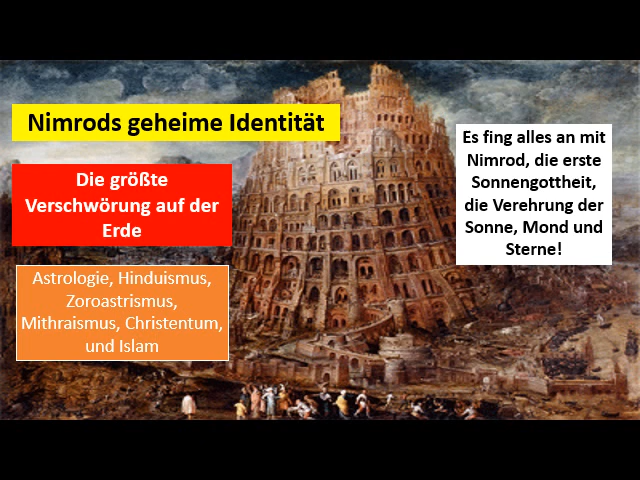 Nimrods geheime Identität
Die größte
Verschwörung auf der
Erde
Astrologie, Hinduismus,
Zoroastrismus,
Mithraismus, Christentum,
und Islam
Es fing alles an mit
Nimrod, die erste
Sonnengottheit,
die Verehrung der
Sonne, Mond und
Sterne!